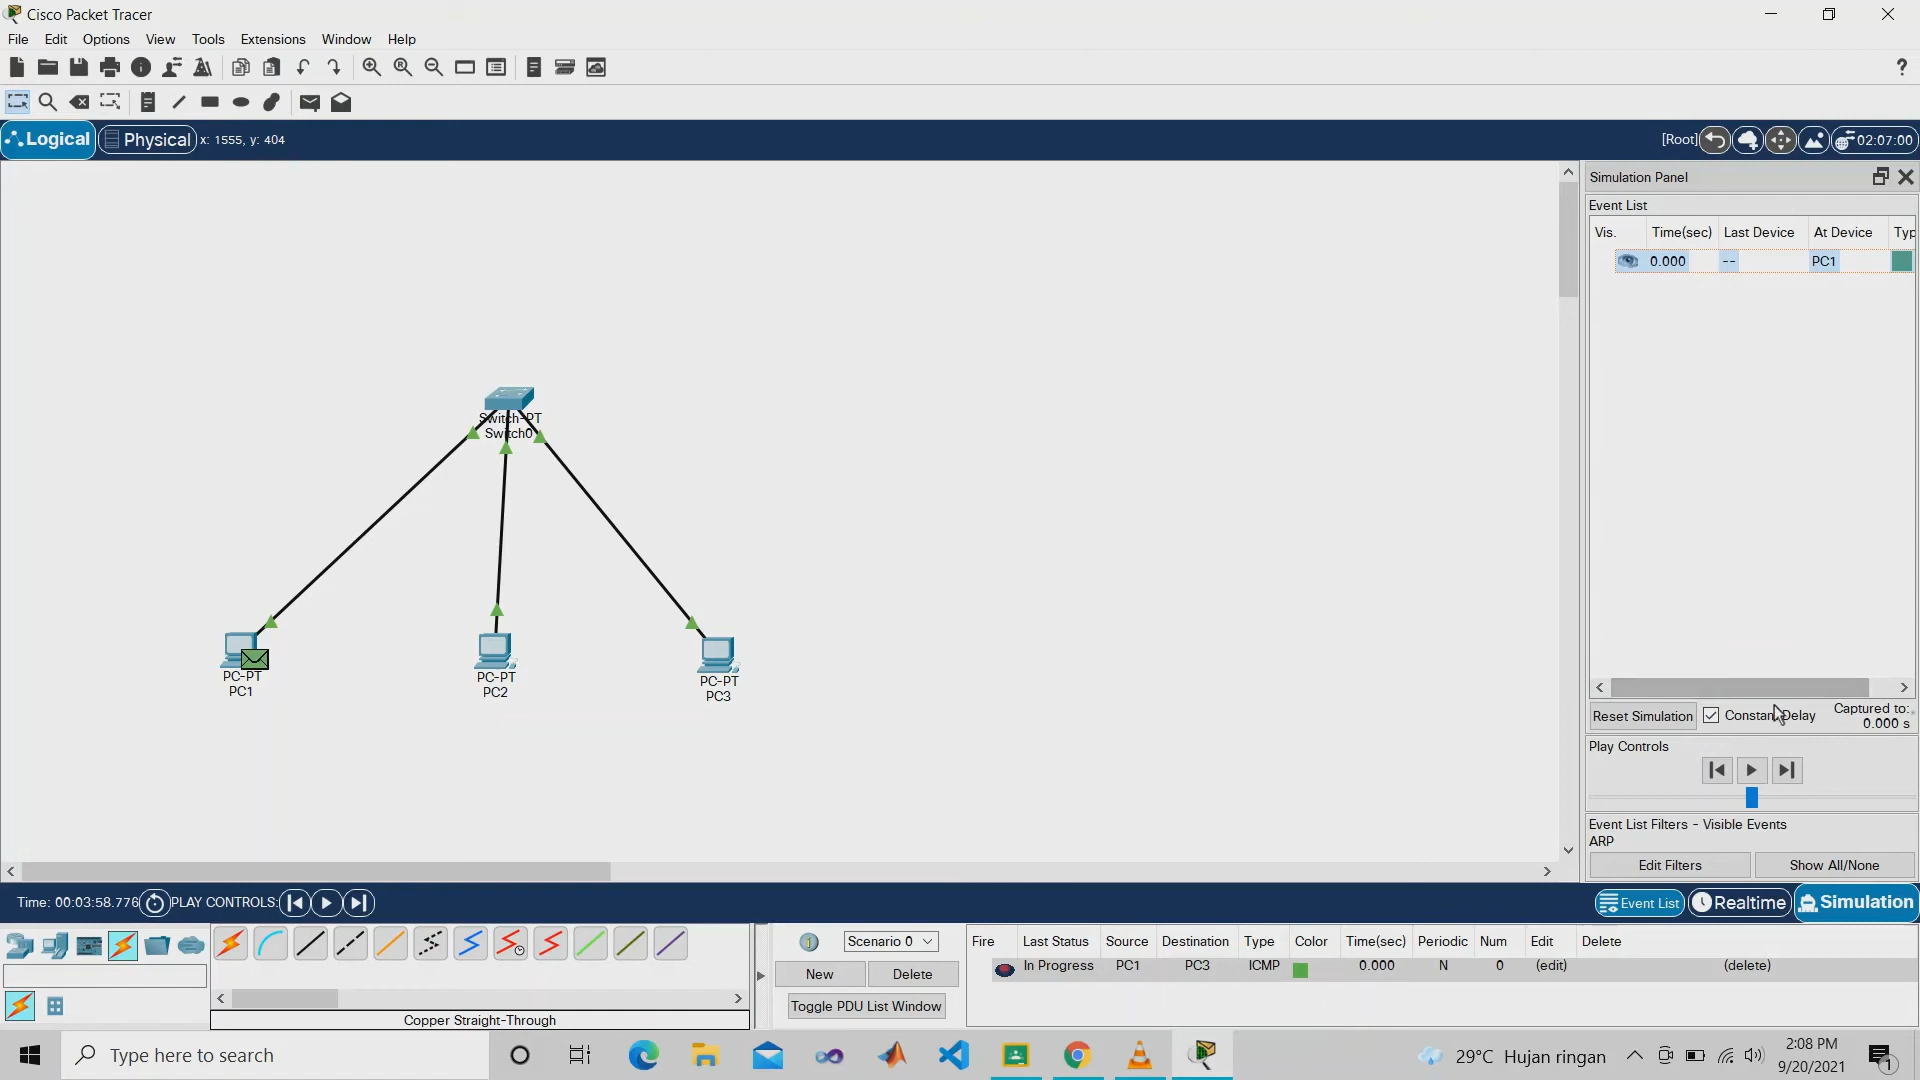 Cisco Packet Tracer
File Edit Options View Tools Extensions Window Help
?
Logical Physical x: 1555, y: 404 [Root] 02:07:00
Simulation Panel
Event List
Vis. Time(sec) Last Device At Device Typ
0.000 -- PC1
Switch-PT
Switch0
PC-PT
PC1
PC-PT
PC2
PC-PT
PC3
Reset Simulation Constant Delay Captured to:
0.000 s
Play Controls
Event List Filters - Visible Events
ARP
Edit Filters Show All/None
Time: 00:03:58.776 PLAY CONTROLS: Event List Realtime Simulation
Scenario 0
New Delete
Toggle PDU List Window
Fire Last Status Source Destination Type Color Time(sec) Periodic Num Edit Delete
In Progress PC1 PC3 ICMP 0.000 N 0 (edit) (delete)
Copper Straight-Through
Type here to search
29°C Hujan ringan
2:08 PM
9/20/2021
1